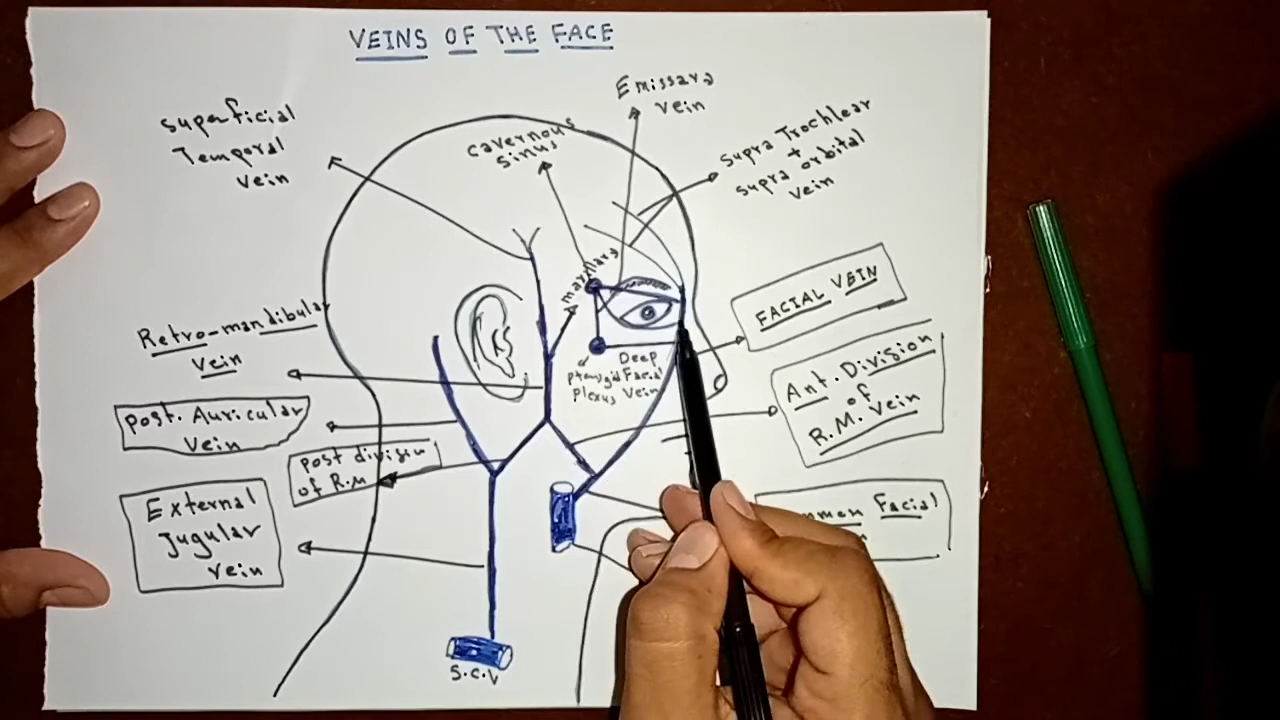 VEINS OF THE FACE
Emissary
vein
Superficial
Temporal
vein
cavernous
sinus
supra Trochlear
+
supra orbital
vein
maxillary
FACIAL VEIN
Retro-mandibular
vein
Deep
pterygid Facial
plexus Vein
Ant. Division
of
R.M. vein
post. Auricular
vein
post division
of R.M
External
Jugular
vein
Facial
S.C.V